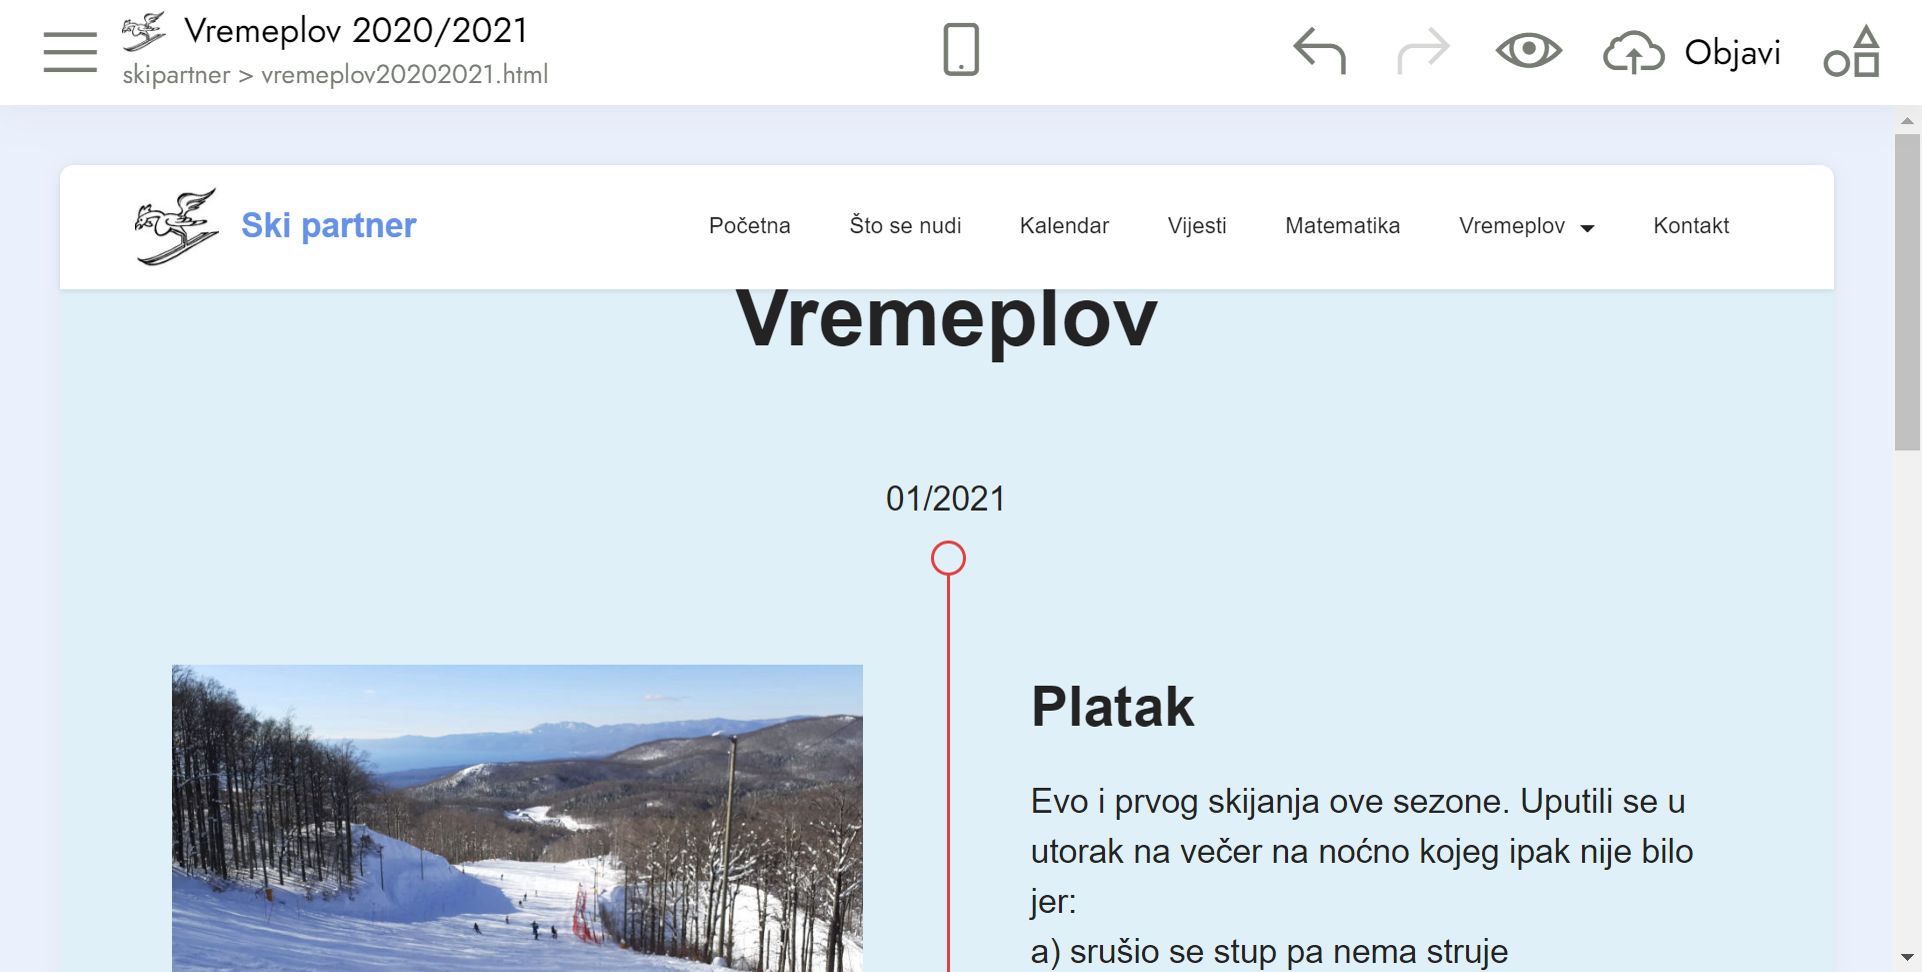 Vremeplov 2020/2021
skipartner > vremeplov20202021.html
Objavi
Ski partner
Početna
Što se nudi
Kalendar
Vijesti
Matematika
Vremeplov
Kontakt
Vremeplov
01/2021
Platak
Evo i prvog skijanja ove sezone. Uputili se u
utorak na večer na noćno kojeg ipak nije bilo
jer:
a) srušio se stup pa nema struje